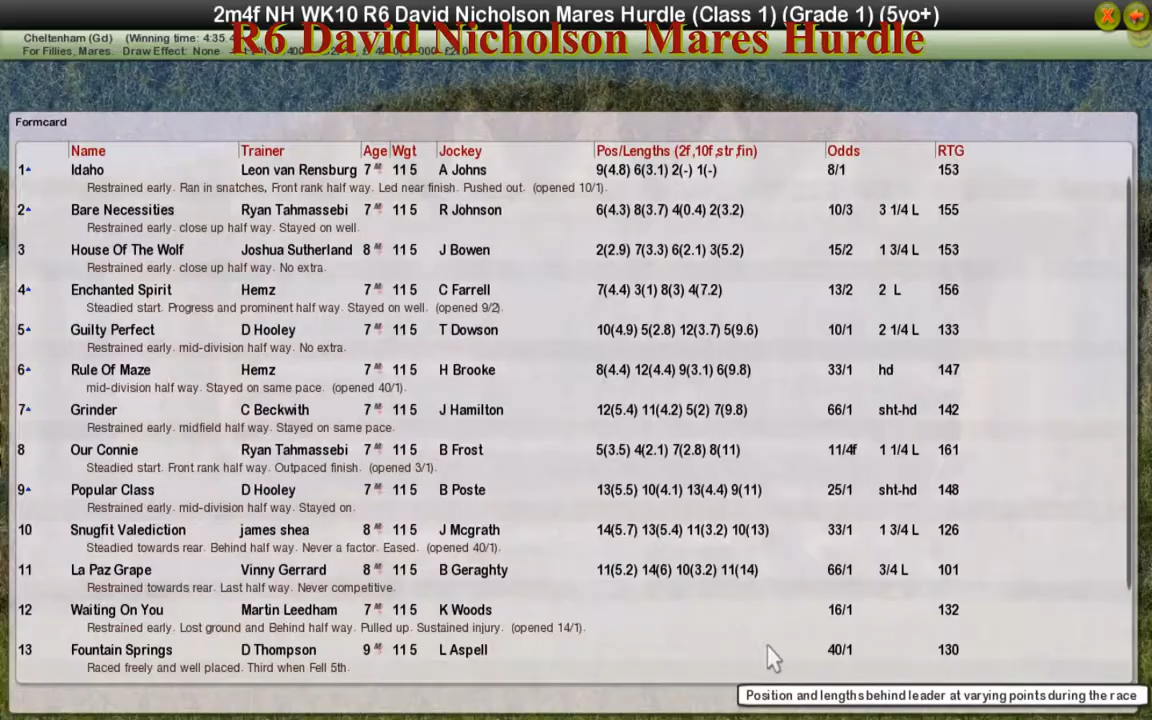 2m4f NH WK10 R6 David Nicholson Mares Hurdle (Class 1) (Grade 1) (5yo+)
R6 David Nicholson Mares Hurdle
Cheltenham (Gd) (Winning time: 4:35.4
For Fillies, Mares. Draw Effect: None
Formcard
Name Trainer Age Wgt Jockey Pos/Lengths (2f,10f,str,fin) Odds RTG
1 Idaho Leon van Rensburg 7 11 5 A Johns 9(4.8) 6(3.1) 2(-) 1(-) 8/1 153
Restrained early. Ran in snatches, Front rank half way. Led near finish. Pushed out. (opened 10/1).
2 Bare Necessities Ryan Tahmassebi 7 11 5 R Johnson 6(4.3) 8(3.7) 4(0.4) 2(3.2) 10/3 3 1/4 L 155
Restrained early. close up half way. Stayed on well.
3 House Of The Wolf Joshua Sutherland 8 11 5 J Bowen 2(2.9) 7(3.3) 6(2.1) 3(5.2) 15/2 1 3/4 L 153
Restrained early. close up half way. No extra.
4 Enchanted Spirit Hemz 7 11 5 C Farrell 7(4.4) 3(1) 8(3) 4(7.2) 13/2 2 L 156
Steadied start. Progress and prominent half way. Stayed on well. (opened 9/2).
5 Guilty Perfect D Hooley 7 11 5 T Dowson 10(4.9) 5(2.8) 12(3.7) 5(9.6) 10/1 2 1/4 L 133
Restrained early. mid-division half way. No extra.
6 Rule Of Maze Hemz 7 11 5 H Brooke 8(4.4) 12(4.4) 9(3.1) 6(9.8) 33/1 hd 147
mid-division half way. Stayed on same pace. (opened 40/1).
7 Grinder C Beckwith 7 11 5 J Hamilton 12(5.4) 11(4.2) 5(2) 7(9.8) 66/1 sht-hd 142
Restrained early. midfield half way. Stayed on same pace.
8 Our Connie Ryan Tahmassebi 7 11 5 B Frost 5(3.5) 4(2.1) 7(2.8) 8(11) 11/4f 1 1/4 L 161
Steadied start. Front rank half way. Outpaced finish. (opened 3/1).
9 Popular Class D Hooley 7 11 5 B Poste 13(5.5) 10(4.1) 13(4.4) 9(11) 25/1 sht-hd 148
Restrained early. mid-division half way. Stayed on.
10 Snugfit Valediction james shea 8 11 5 J Mcgrath 14(5.7) 13(5.4) 11(3.2) 10(13) 33/1 1 3/4 L 126
Steadied towards rear. Behind half way. Never a factor. Eased. (opened 40/1).
11 La Paz Grape Vinny Gerrard 8 11 5 B Geraghty 11(5.2) 14(6) 10(3.2) 11(14) 66/1 3/4 L 101
Restrained towards rear. Last half way. Never competitive.
12 Waiting On You Martin Leedham 7 11 5 K Woods 16/1 132
Restrained early. Lost ground and Behind half way. Pulled up. Sustained injury. (opened 14/1).
13 Fountain Springs D Thompson 9 11 5 L Aspell 40/1 130
Raced freely and well placed. Third when Fell 5th.
Position and lengths behind leader at varying points during the race